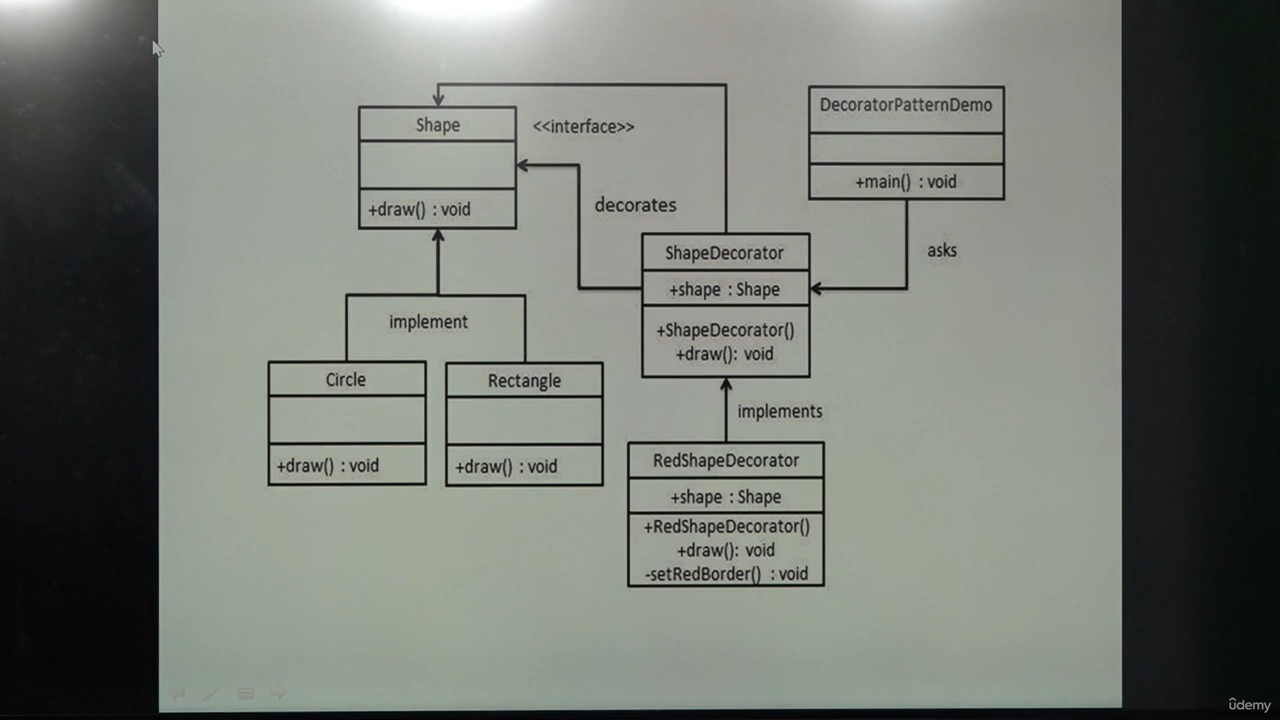 Shape
<<interface>>
+draw() : void
decorates
DecoratorPatternDemo
+main() : void
asks
ShapeDecorator
+shape : Shape
+ShapeDecorator()
+draw(): void
implement
Circle
+draw() : void
Rectangle
+draw() : void
implements
RedShapeDecorator
+shape : Shape
+RedShapeDecorator()
+draw(): void
-setRedBorder() : void
ûdemy